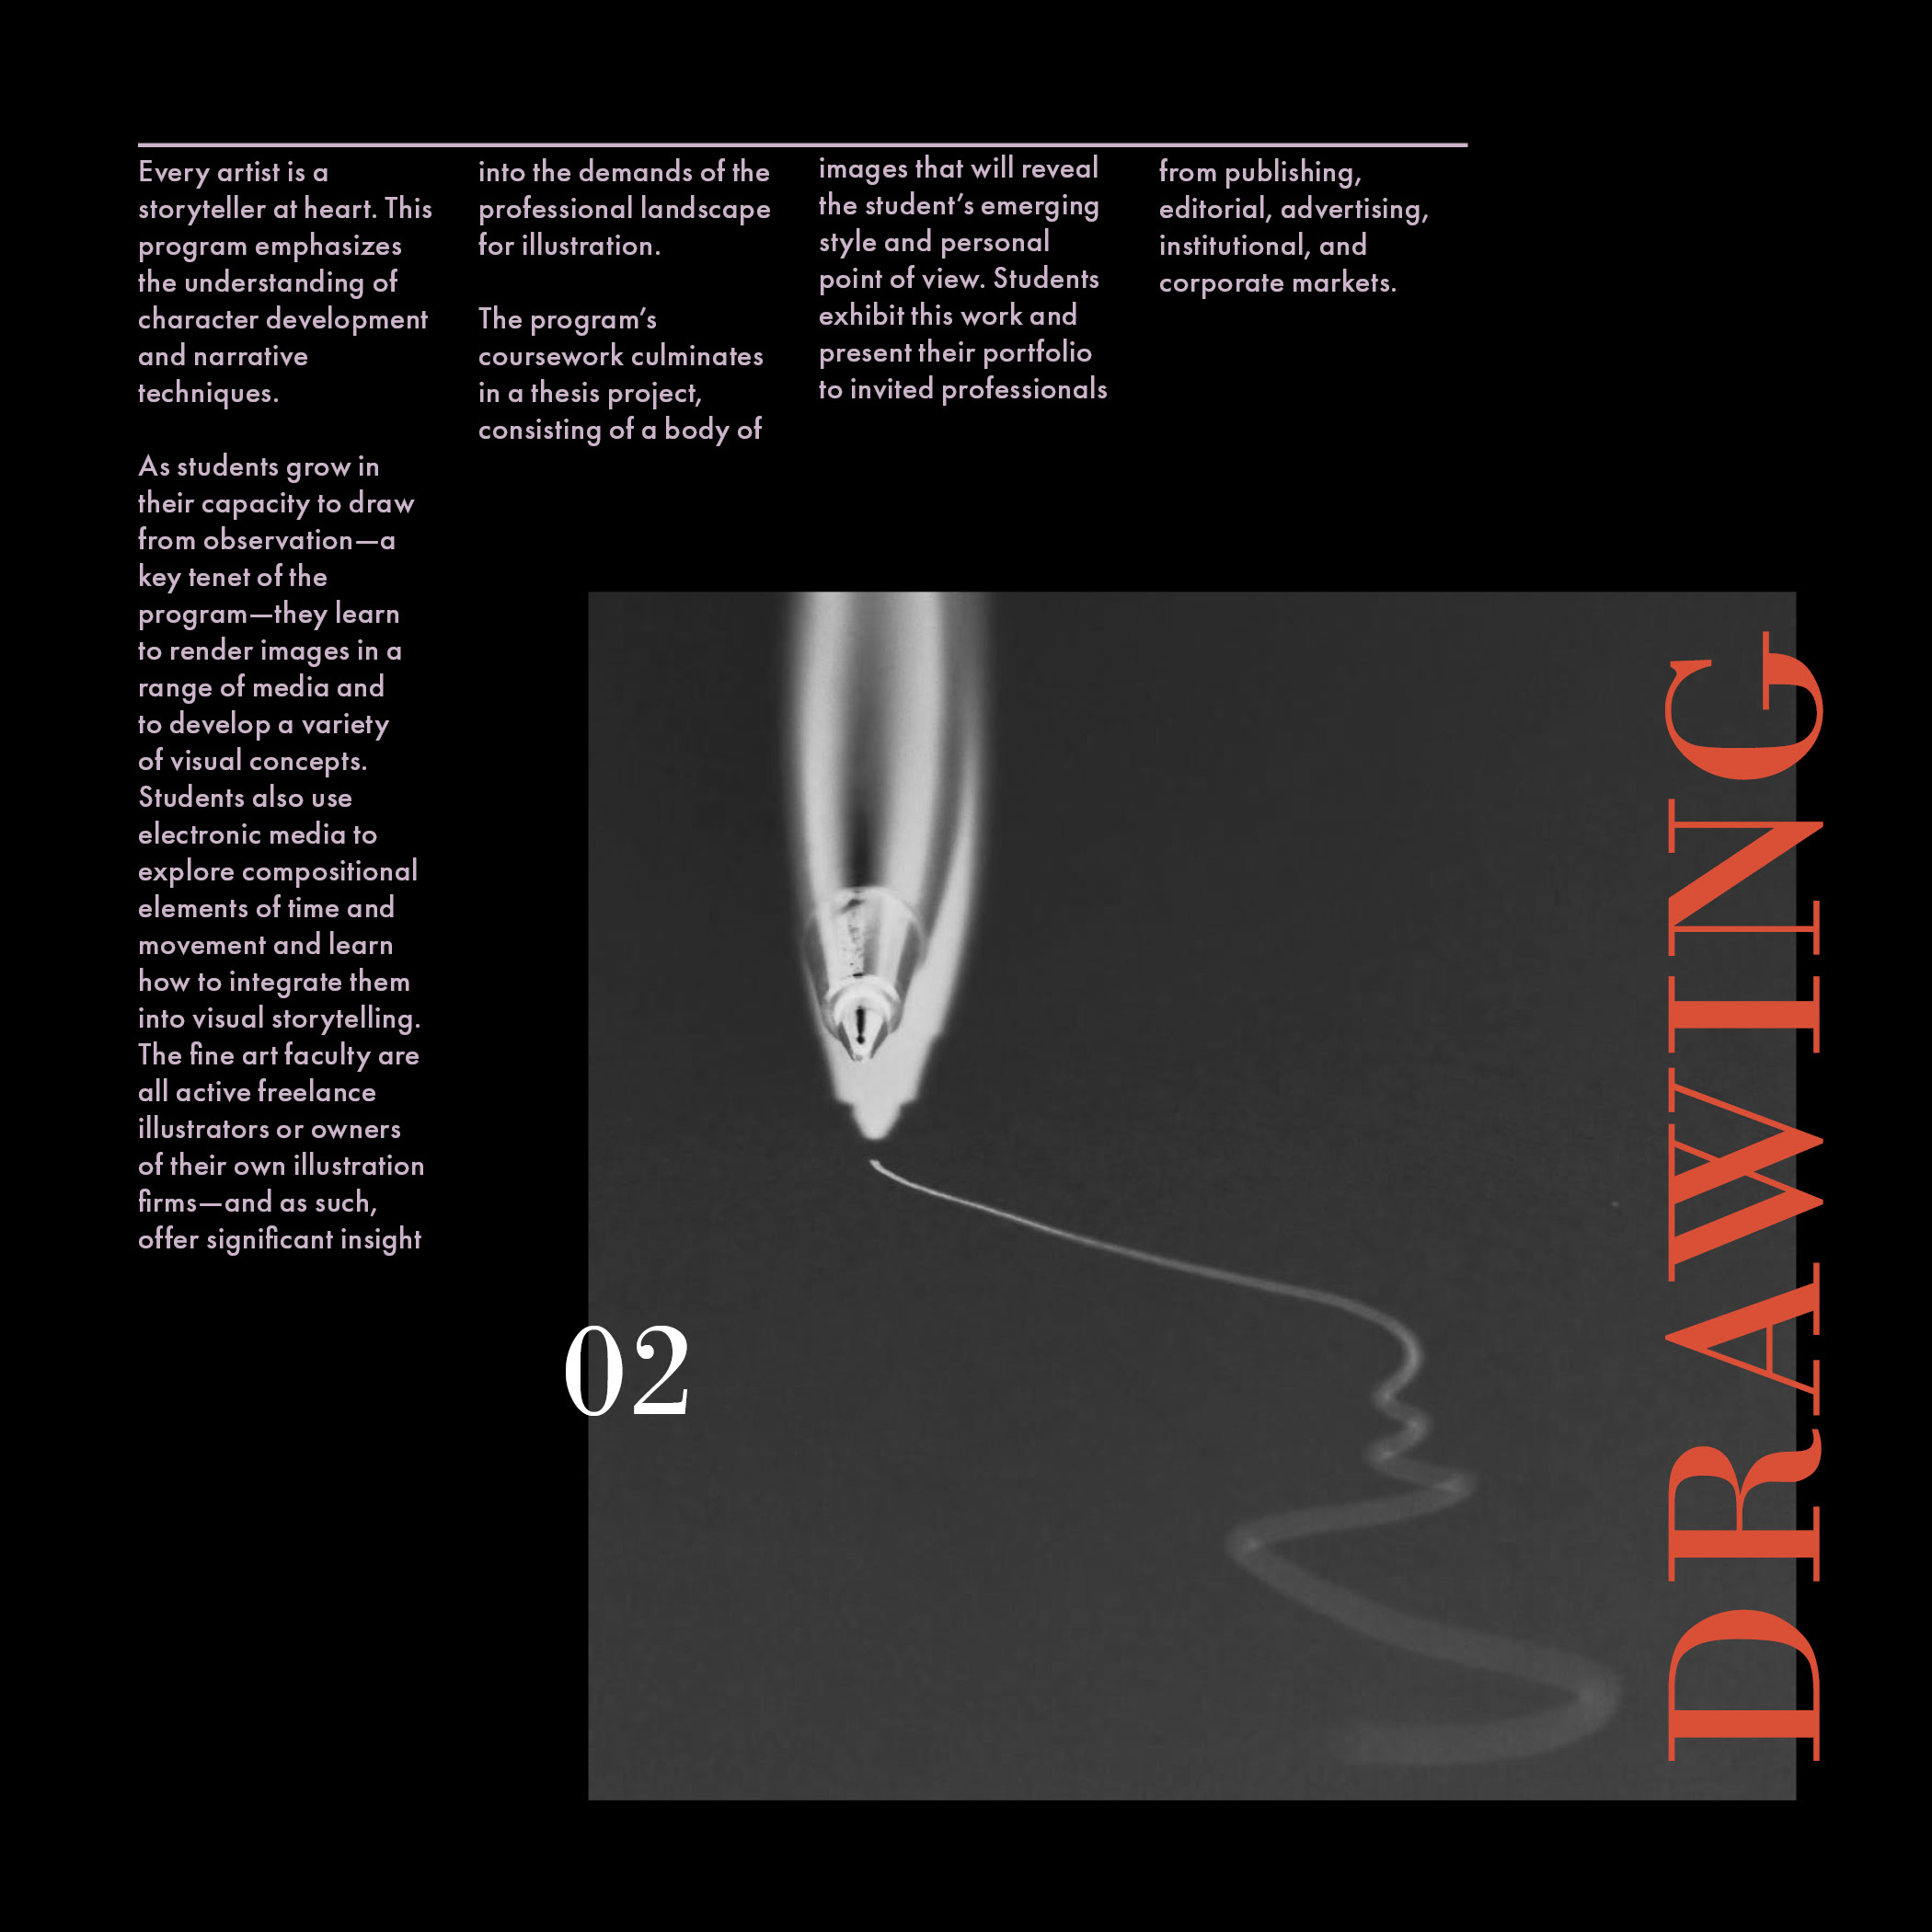 Every artist is a
storyteller at heart. This
program emphasizes
the understanding of
character development
and narrative
techniques.
As students grow in
their capacity to draw
from observation—a
key tenet of the
program—they learn
to render images in a
range of media and
to develop a variety
of visual concepts.
Students also use
electronic media to
explore compositional
elements of time and
movement and learn
how to integrate them
into visual storytelling.
The fine art faculty are
all active freelance
illustrators or owners
of their own illustration
firms—and as such,
offer significant insight
into the demands of the
professional landscape
for illustration.
The program’s
coursework culminates
in a thesis project,
consisting of a body of
images that will reveal
the student’s emerging
style and personal
point of view. Students
exhibit this work and
present their portfolio
to invited professionals
from publishing,
editorial, advertising,
institutional, and
corporate markets.
02
DRAWING